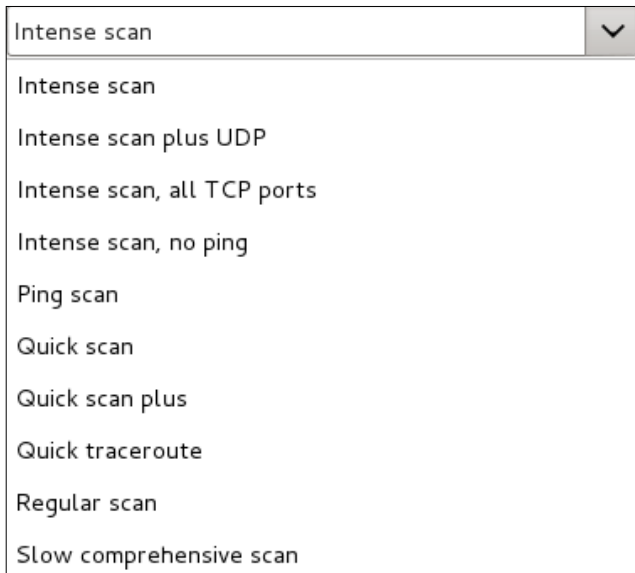 Intense scan
Intense scan
Intense scan plus UDP
Intense scan, all TCP ports
Intense scan, no ping
Ping scan
Quick scan
Quick scan plus
Quick traceroute
Regular scan
Slow comprehensive scan